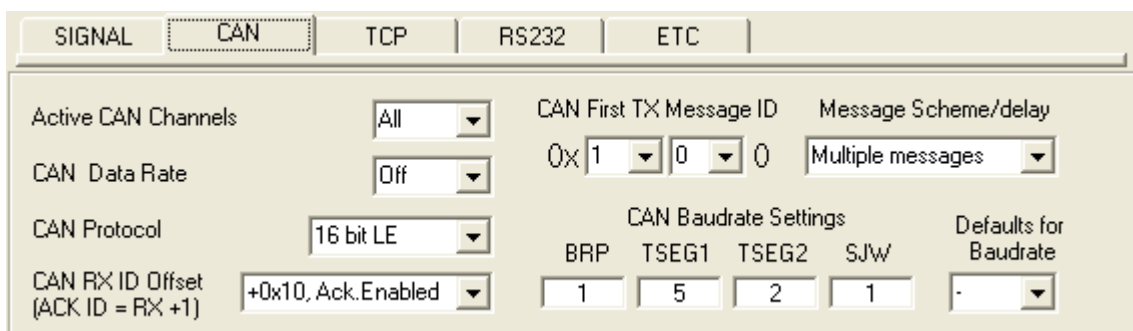 SIGNAL CAN TCP RS232 ETC
Active CAN Channels All
CAN First TX Message ID Message Scheme/delay
0x 1 0 0 Multiple messages
CAN Data Rate Off
CAN Protocol 16 bit LE
CAN Baudrate Settings
BRP TSEG1 TSEG2 SJW
1 5 2 1
Defaults for
Baudrate
-
CAN RX ID Offset
(ACK ID = RX +1)
+0x10, Ack.Enabled